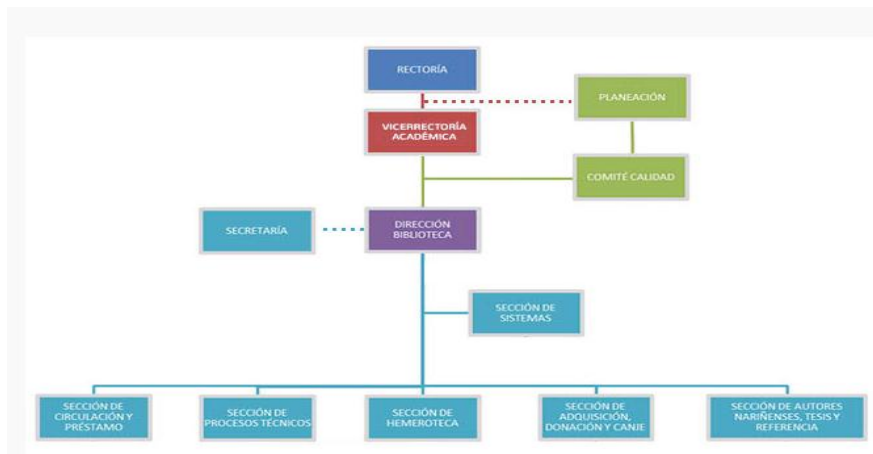 RECTORÍA
PLANEACIÓN
VICERRECTORÍA
ACADÉMICA
COMITÉ CALIDAD
SECRETARÍA
DIRECCIÓN
BIBLIOTECA
SECCIÓN DE
SISTEMAS
SECCIÓN DE
CIRCULACIÓN Y
PRÉSTAMO
SECCIÓN DE
PROCESOS TÉCNICOS
SECCIÓN DE
HEMEROTECA
SECCIÓN DE
ADQUISICIÓN,
DONACIÓN Y CANJE
SECCIÓN DE AUTORES
NARIÑENSES, TESIS Y
REFERENCIA